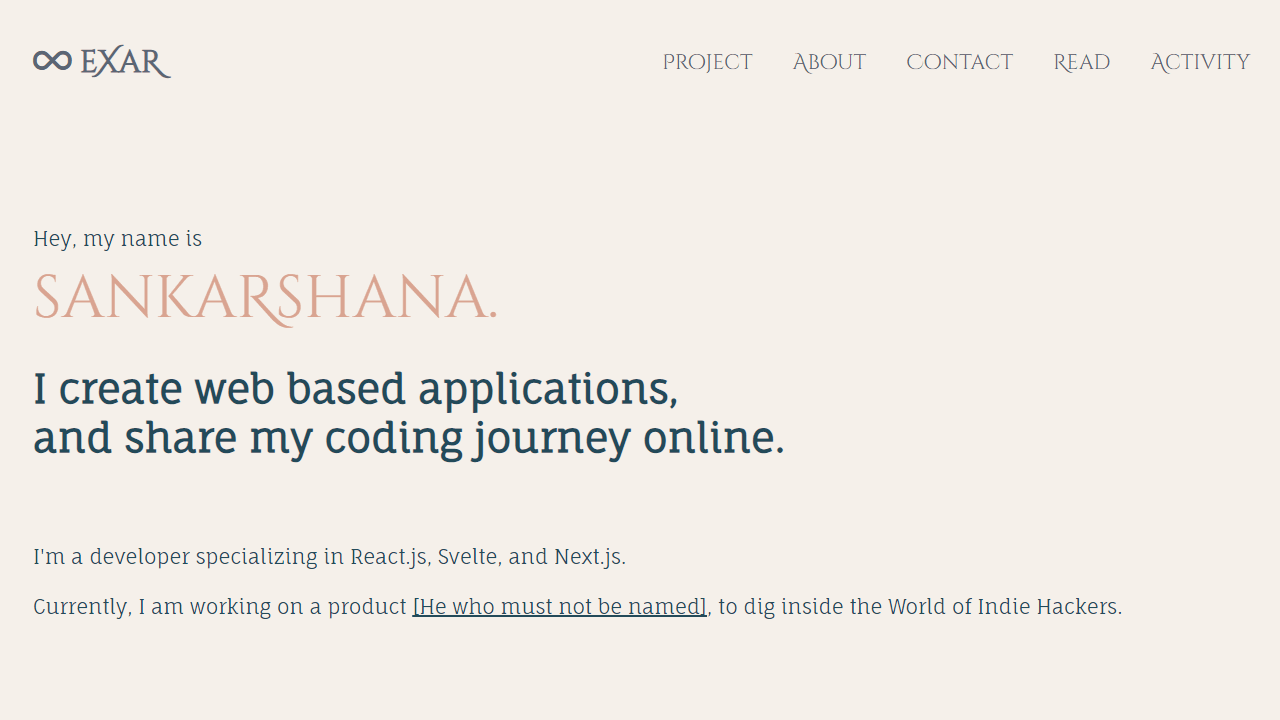 EXAR
Project About Contact Read Activity
Hey, my name is
SANKARSHANA.
I create web based applications,
and share my coding journey online.
I'm a developer specializing in React.js, Svelte, and Next.js.
Currently, I am working on a product [He who must not be named], to dig inside the World of Indie Hackers.